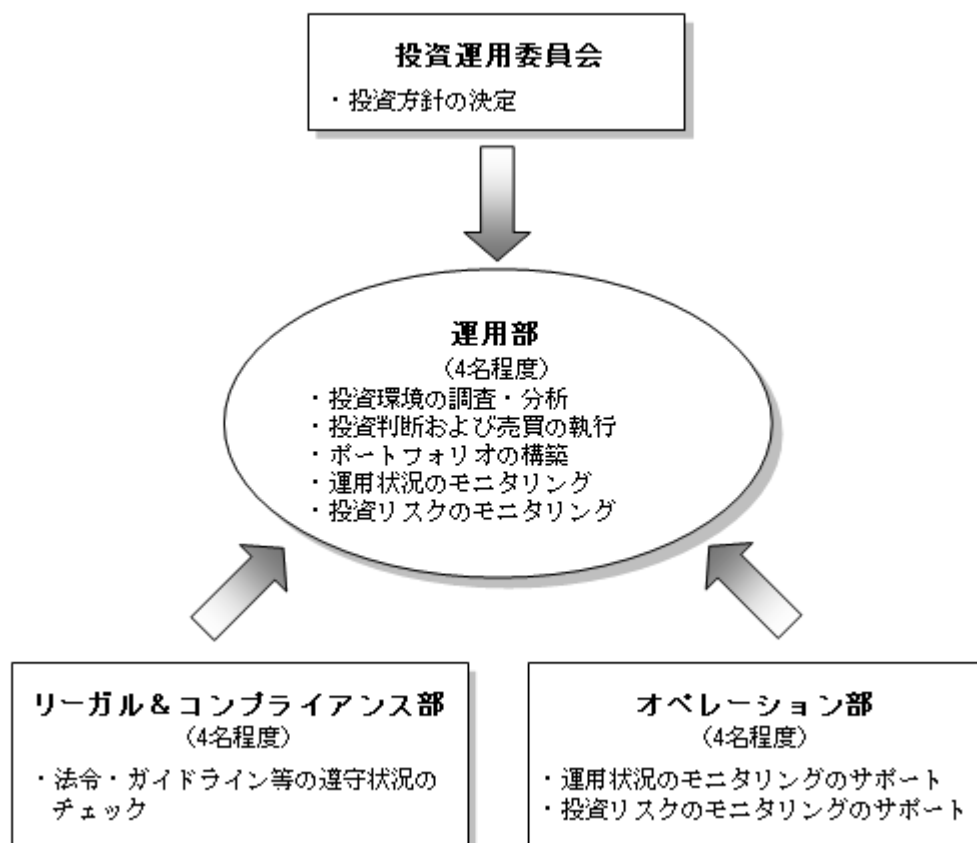 投資運用委員会
・投資方針の決定
運用部
(4名程度)
・投資環境の調査・分析
・投資判断および売買の執行
・ポートフォリオの構築
・運用状況のモニタリング
・投資リスクのモニタリング
リーガル&コンプライアンス部
(4名程度)
・法令・ガイドライン等の遵守状況の
チェック
オペレーション部
(4名程度)
・運用状況のモニタリングのサポート
・投資リスクのモニタリングのサポート